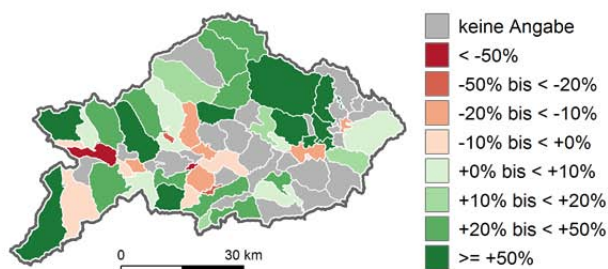 keine Angabe
< -50%
-50% bis < -20%
-20% bis < -10%
-10% bis < +0%
+0% bis < +10%
+10% bis < +20%
+20% bis < +50%
>= +50%
0 30 km